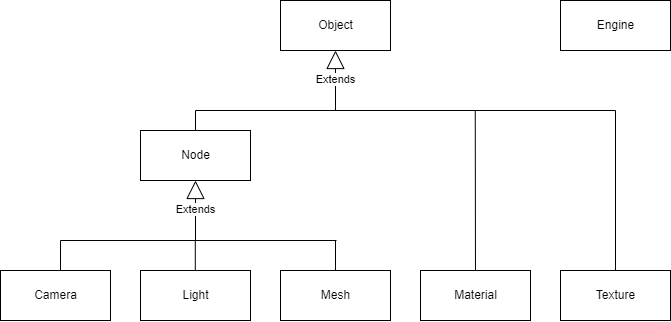 Object
Engine
Extends
Node
Extends
Camera
Light
Mesh
Material
Texture